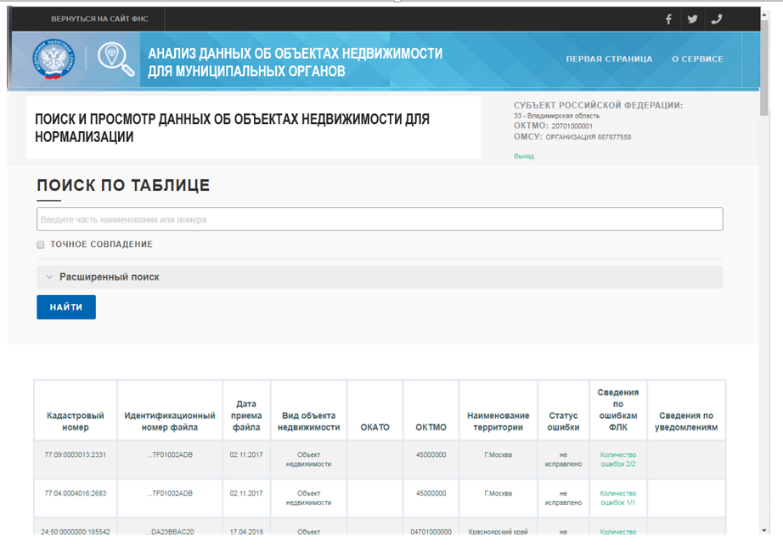 ВЕРНУТЬСЯ НА САЙТ ФНС
АНАЛИЗ ДАННЫХ ОБ ОБЪЕКТАХ НЕДВИЖИМОСТИ
ДЛЯ МУНИЦИПАЛЬНЫХ ОРГАНОВ
ПЕРВАЯ СТРАНИЦА О СЕРВИСЕ
ПОИСК И ПРОСМОТР ДАННЫХ ОБ ОБЪЕКТАХ НЕДВИЖИМОСТИ ДЛЯ
НОРМАЛИЗАЦИИ
СУБЪЕКТ РОССИЙСКОЙ ФЕДЕРАЦИИ:
33 - Владимирская область
ОКТМО: 20701000001
ОМСУ: ОРГАНИЗАЦИЯ 887877558
Выход
ПОИСК ПО ТАБЛИЦЕ
Введите часть наименования или номера
ТОЧНОЕ СОВПАДЕНИЕ
Расширенный поиск
НАЙТИ
Кадастровый номер Идентификационный номер файла Дата приема файла Вид объекта недвижимости ОКАТО ОКТМО Наименование территории Статус ошибки Сведения по ошибкам ФЛК Сведения по уведомлениям
77:09:0003013:2331 ...7F01002ADB 02.11.2017 Объект недвижимости 45000000 Г.Москва не исправлено Количество ошибок 2/2
77:04:0004016:2683 ...7F01002ADB 02.11.2017 Объект недвижимости 45000000 Г.Москва не исправлено Количество ошибок 1/1
24:50:0000000:185542 ...DA23BBAC20 17.04.2018 Объект 04701000000 Красноярский край не Количество